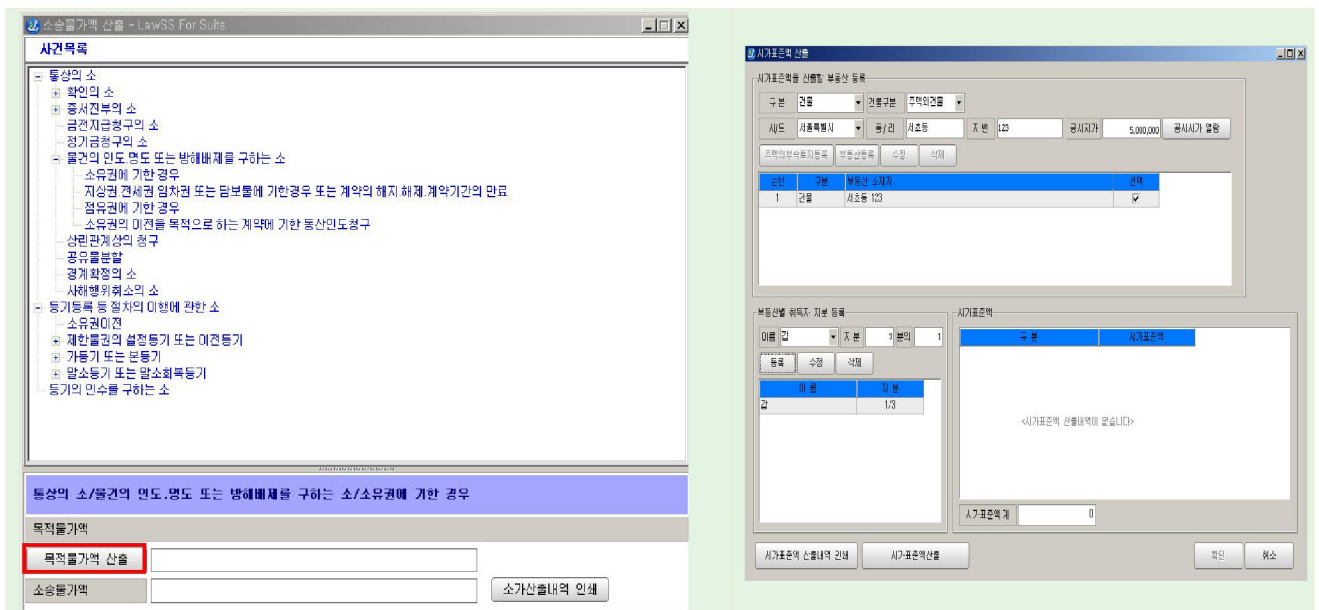 소송물가액 산출 - LawSS For Suits
사건목록
통상의 소
확인의 소
증서진부의 소
금전지급청구의 소
정기금청구의 소
물건의 인도.명도 또는 방해배제를 구하는 소
소유권에 기한 경우
지상권.전세권.임차권 또는 담보물에 기한경우 또는 계약의 해지.해제.계약기간의 만료
점유권에 기한 경우
소유권의 이전을 목적으로 하는 계약에 기한 동산인도청구
상린관계상의 청구
공유물분할
경계확정의 소
사해행위취소의 소
등기등록 등 절차의 이행에 관한 소
소유권이전
제한물권의 설정등기 또는 이전등기
가등기 또는 본등기
말소등기 또는 말소회복등기
등기의 인수를 구하는 소
통상의 소/물건의 인도.명도 또는 방해배제를 구하는 소/소유권에 기한 경우
목적물가액
목적물가액 산출
소송물가액 소가산출내역 인쇄
시가표준액 산출
시가표준액을 산출할 부동산 등록
구 분 건물 건물구분 주택외건물
시/도 서울특별시 동/리 서초동 지 번 123 공시지가 5,000,000 공시시가 열람
주택의부속토지등록 부동산등록 수정 삭제
순번 구분 부동산 소재지 선택
1 건물 서초동 123
부동산별 취득자 지분 등록
이름 갑 지 분 3 분의 1
등록 수정 삭제
이 름 지 분
갑 1/3
시가표준액
구 분 시가표준액
<시가표준액 산출내역이 없습니다>
시가표준액 계 0
시가표준액 산출내역 인쇄 시가표준액산출 확인 취소